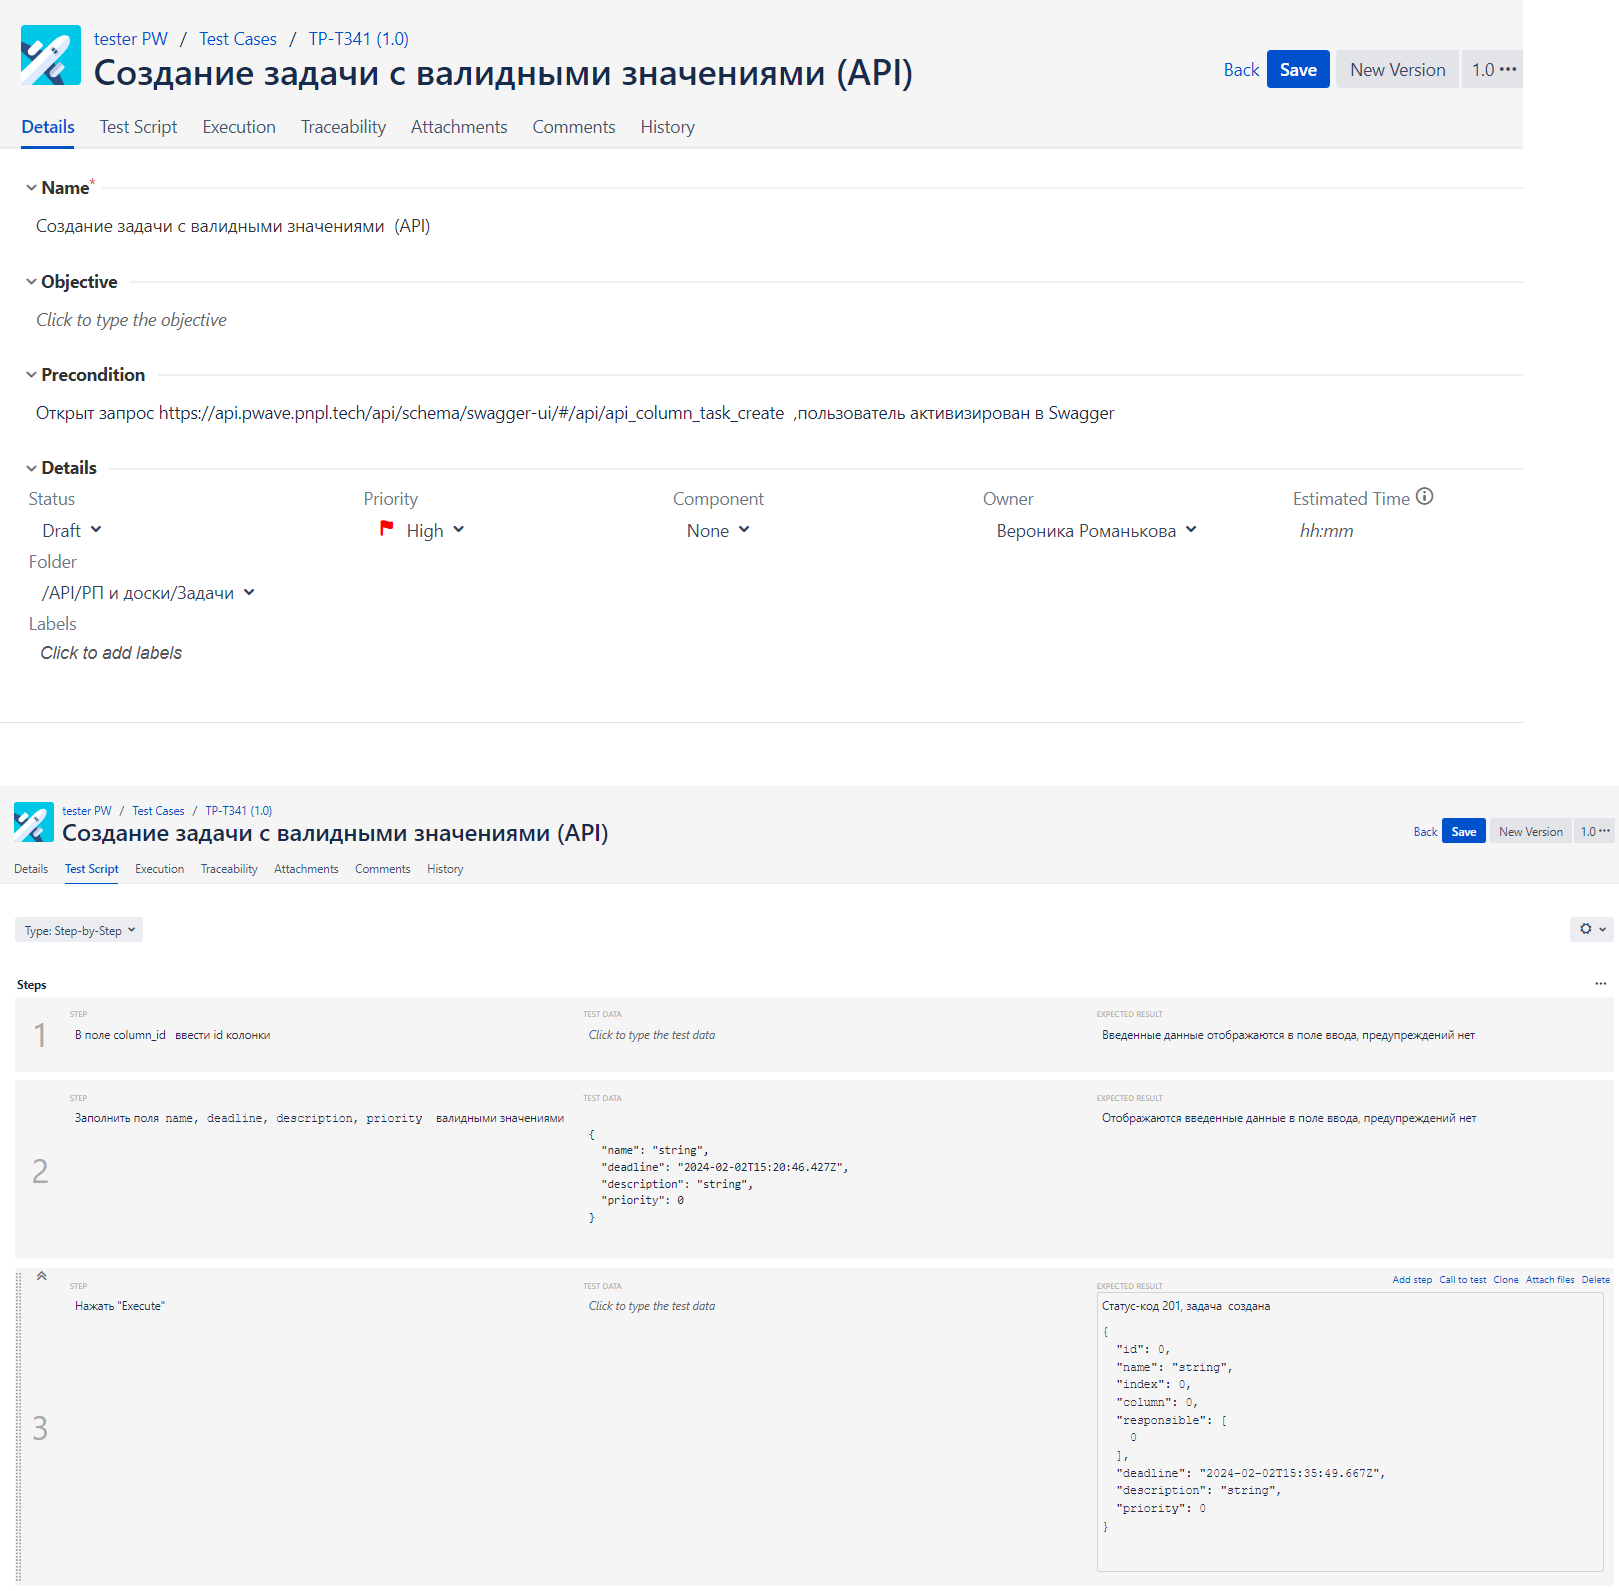 tester PW / Test Cases / TP-T341 (1.0)
Создание задачи с валидными значениями (API)
Back Save New Version 1.0 ···
Details Test Script Execution Traceability Attachments Comments History
Name*
Создание задачи с валидными значениями (API)
Objective
Click to type the objective
Precondition
Открыт запрос https://api.pwave.pnpl.tech/api/schema/swagger-ui/#/api/api_column_task_create ,пользователь активизирован в Swagger
Details
Status Priority Component Owner Estimated Time
Draft High None Вероника Романькова hh:mm
Folder
/API/РП и доски/Задачи
Labels
Click to add labels
tester PW / Test Cases / TP-T341 (1.0)
Создание задачи с валидными значениями (API)
Back Save New Version 1.0 ···
Details Test Script Execution Traceability Attachments Comments History
Type: Step-by-Step
Steps
···
STEP TEST DATA EXPECTED RESULT
1 В поле column_id ввести id колонки Click to type the test data Введенные данные отображаются в поле ввода, предупреждений нет
STEP TEST DATA EXPECTED RESULT
Заполнить поля name, deadline, description, priority валидными значениями Отображаются введенные данные в поле ввода, предупреждений нет
{
"name": "string",
"deadline": "2024-02-02T15:20:46.427Z",
2 "description": "string",
"priority": 0
}
Add step Call to test Clone Attach files Delete
STEP TEST DATA EXPECTED RESULT
Нажать "Execute" Click to type the test data Статус-код 201, задача создана
{
"id": 0,
"name": "string",
"index": 0,
"column": 0,
"responsible": [
3 0
],
"deadline": "2024-02-02T15:35:49.667Z",
"description": "string",
"priority": 0
}